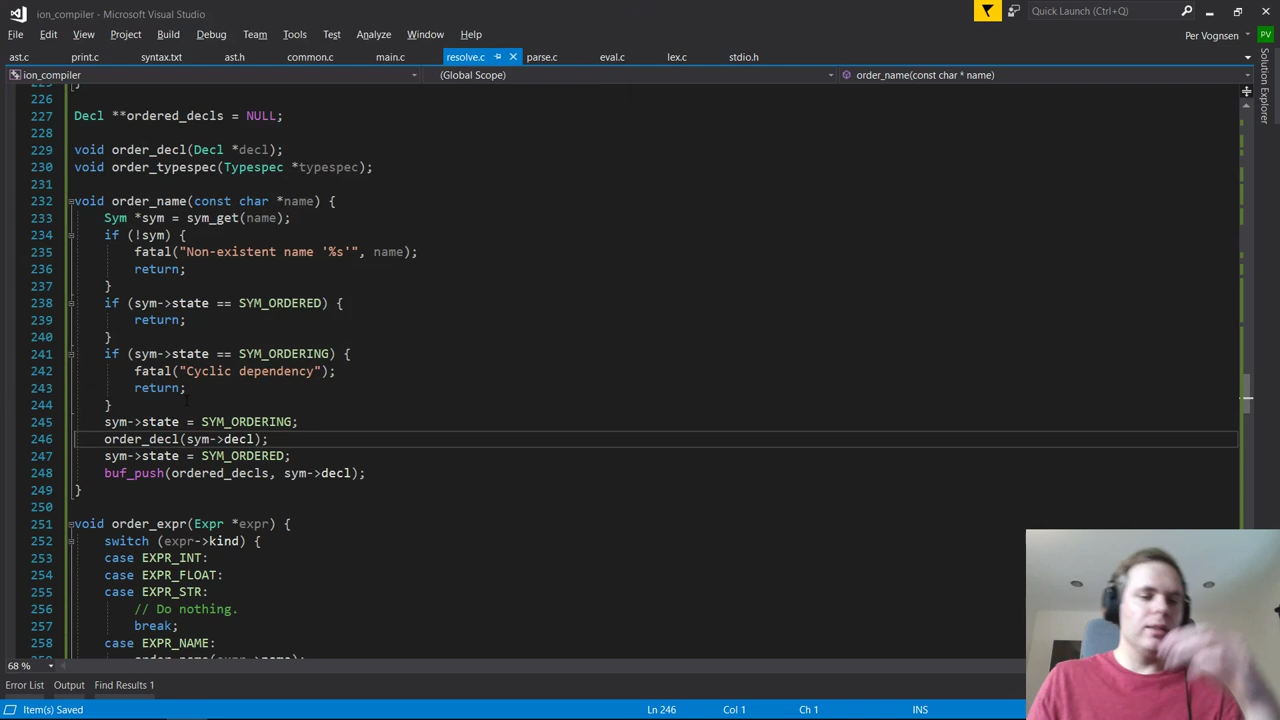 ion_compiler - Microsoft Visual Studio
Quick Launch (Ctrl+Q)
File Edit View Project Build Debug Team Tools Test Analyze Window Help
Per Vognsen PV
ast.c print.c syntax.txt ast.h common.c main.c resolve.c parse.c eval.c lex.c stdio.h
Solution Explorer
ion_compiler (Global Scope) order_name(const char * name)
225 }
226
227 Decl **ordered_decls = NULL;
228
229 void order_decl(Decl *decl);
230 void order_typespec(Typespec *typespec);
231
232 void order_name(const char *name) {
233 Sym *sym = sym_get(name);
234 if (!sym) {
235 fatal("Non-existent name '%s'", name);
236 return;
237 }
238 if (sym->state == SYM_ORDERED) {
239 return;
240 }
241 if (sym->state == SYM_ORDERING) {
242 fatal("Cyclic dependency");
243 return;
244 }
245 sym->state = SYM_ORDERING;
246 order_decl(sym->decl);
247 sym->state = SYM_ORDERED;
248 buf_push(ordered_decls, sym->decl);
249 }
250
251 void order_expr(Expr *expr) {
252 switch (expr->kind) {
253 case EXPR_INT:
254 case EXPR_FLOAT:
255 case EXPR_STR:
256 // Do nothing.
257 break;
258 case EXPR_NAME:
68 %
Error List Output Find Results 1
Item(s) Saved Ln 246 Col 1 Ch 1 INS